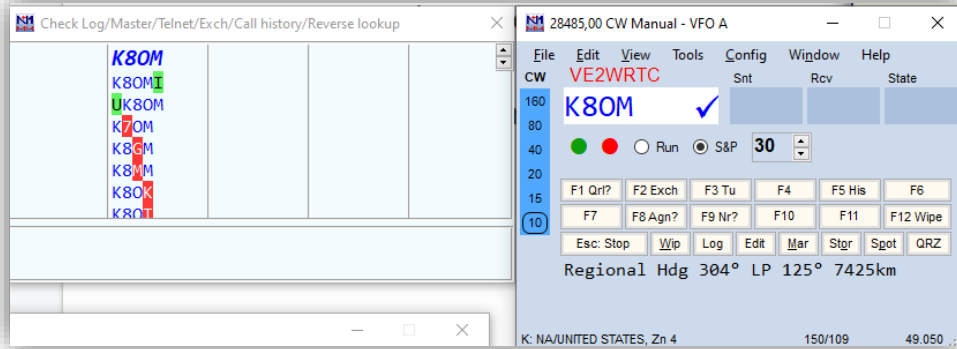 Check Log/Master/Telnet/Exch/Call history/Reverse lookup
K8OM
K8OMI
UK8OM
K7OM
K8GM
K8MM
K8OK
K8OT
28485,00 CW Manual - VFO A
File Edit View Tools Config Window Help
CW VE2WRTC Snt Rcv State
160 K8OM
80
40 Run S&P 30
20
15 F1 Qrl? F2 Exch F3 Tu F4 F5 His F6
10 F7 F8 Agn? F9 Nr? F10 F11 F12 Wipe
Esc: Stop Wip Log Edit Mar Stor Spot QRZ
Regional Hdg 304° LP 125° 7425km
K: NA/UNITED STATES, Zn 4 150/109 49.050